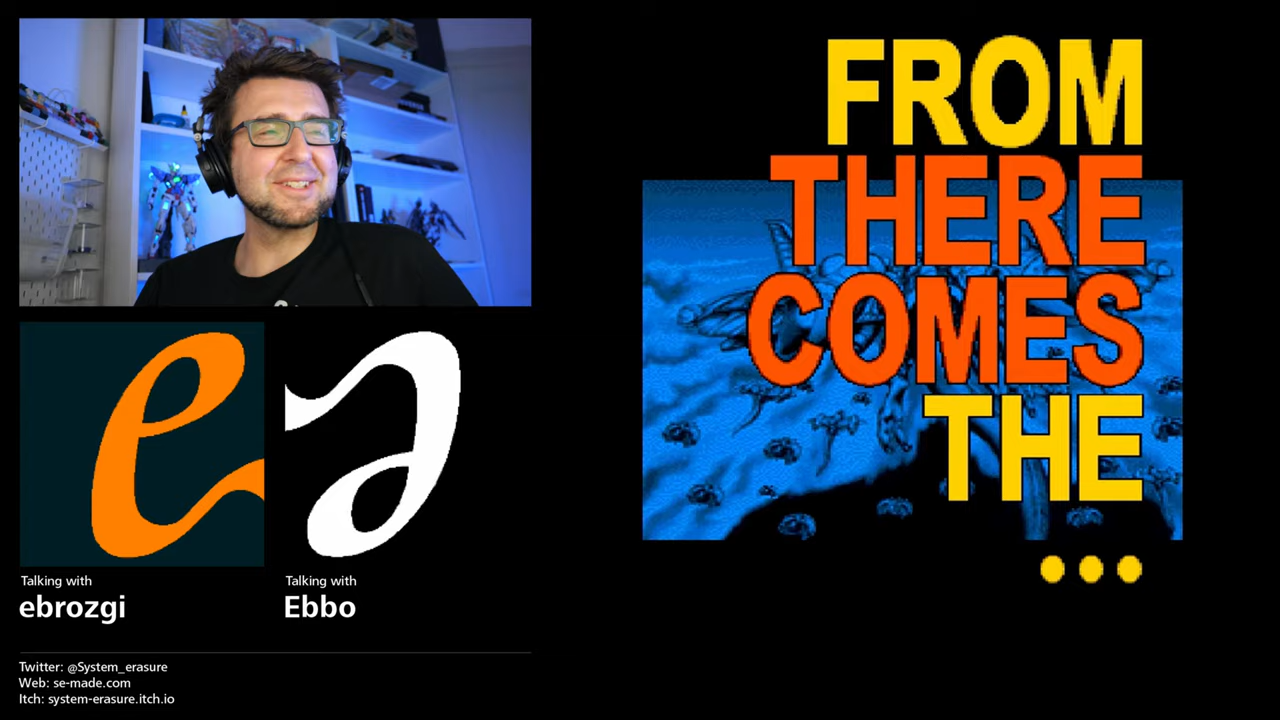 FROM
THERE
COMES
THE
...
e
Talking with
ebrozgi
Talking with
Ebbo
Twitter: @System_erasure
Web: se-made.com
Itch: system-erasure.itch.io